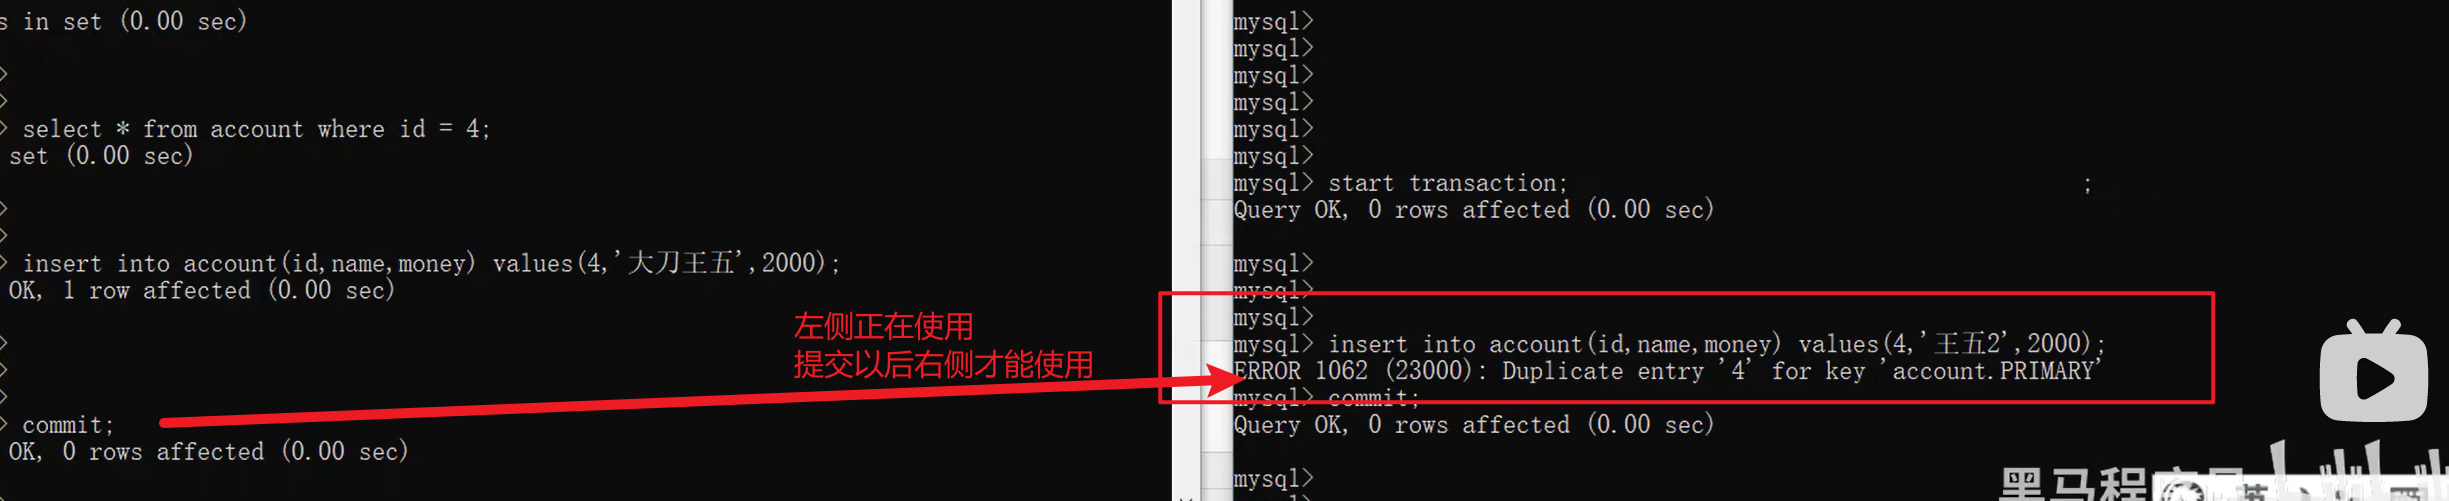 s in set (0.00 sec)
>
>
> select * from account where id = 4;
set (0.00 sec)
>
>
> insert into account(id,name,money) values(4,'大刀王五',2000);
OK, 1 row affected (0.00 sec)
>
>
>
> commit;
OK, 0 rows affected (0.00 sec)
左侧正在使用
提交以后右侧才能使用
mysql>
mysql>
mysql>
mysql>
mysql>
mysql>
mysql> start transaction; ;
Query OK, 0 rows affected (0.00 sec)
mysql>
mysql>
mysql>
mysql> insert into account(id,name,money) values(4,'王五2',2000);
ERROR 1062 (23000): Duplicate entry '4' for key 'account.PRIMARY'
mysql> commit;
Query OK, 0 rows affected (0.00 sec)
mysql>
黑马程
英